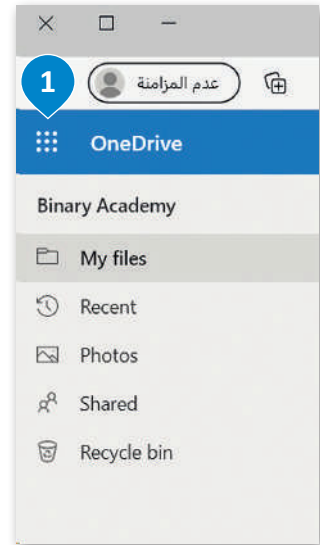 1
عدم المزامنة
OneDrive
Binary Academy
My files
Recent
Photos
Shared
Recycle bin